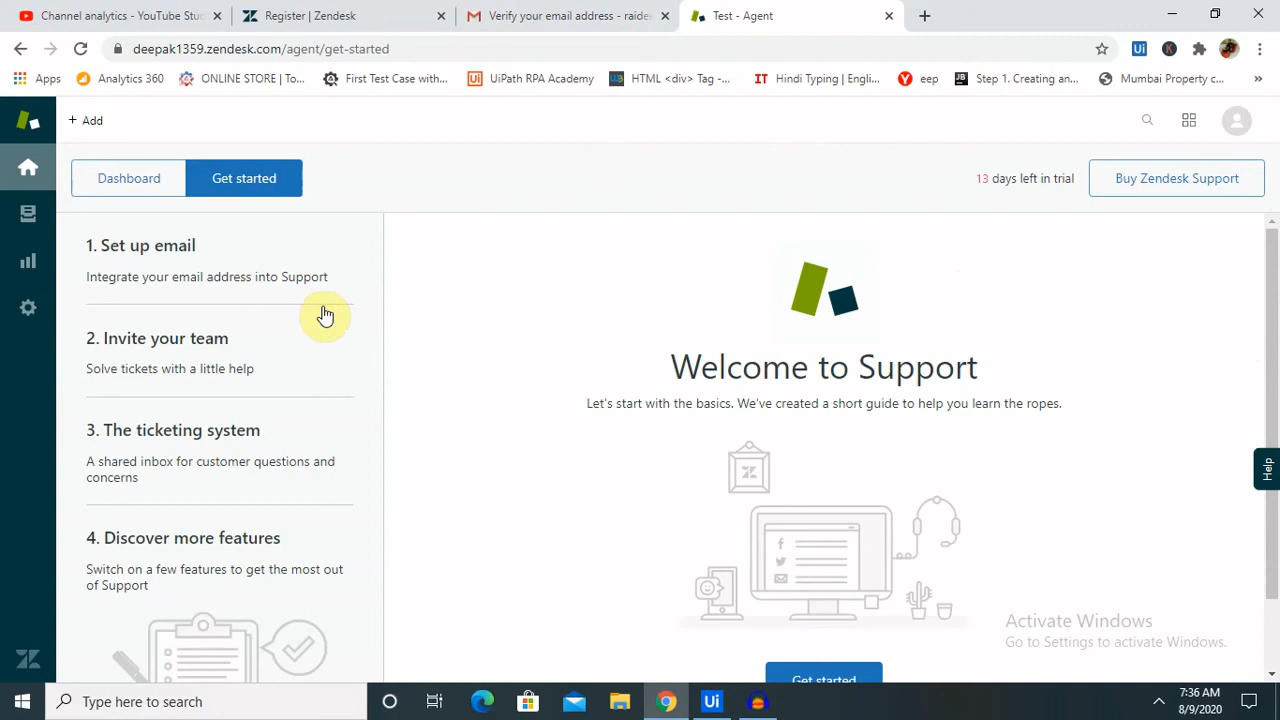 Channel analytics - YouTube Stu
Register | Zendesk
Verify your email address - raide
Test - Agent
deepak1359.zendesk.com/agent/get-started
Apps
Analytics 360
ONLINE STORE | To...
First Test Case with...
UiPath RPA Academy
HTML <div> Tag -...
Hindi Typing | Engli...
eep
Step 1. Creating an...
Mumbai Property c...
+ Add
Dashboard
Get started
13 days left in trial
Buy Zendesk Support
1. Set up email
Integrate your email address into Support
2. Invite your team
Solve tickets with a little help
3. The ticketing system
A shared inbox for customer questions and
concerns
4. Discover more features
Switch on a few features to get the most out
of Support
Welcome to Support
Let's start with the basics. We've created a short guide to help you learn the ropes.
Get started
Help
Activate Windows
Go to Settings to activate Windows.
Type here to search
7:36 AM
8/9/2020